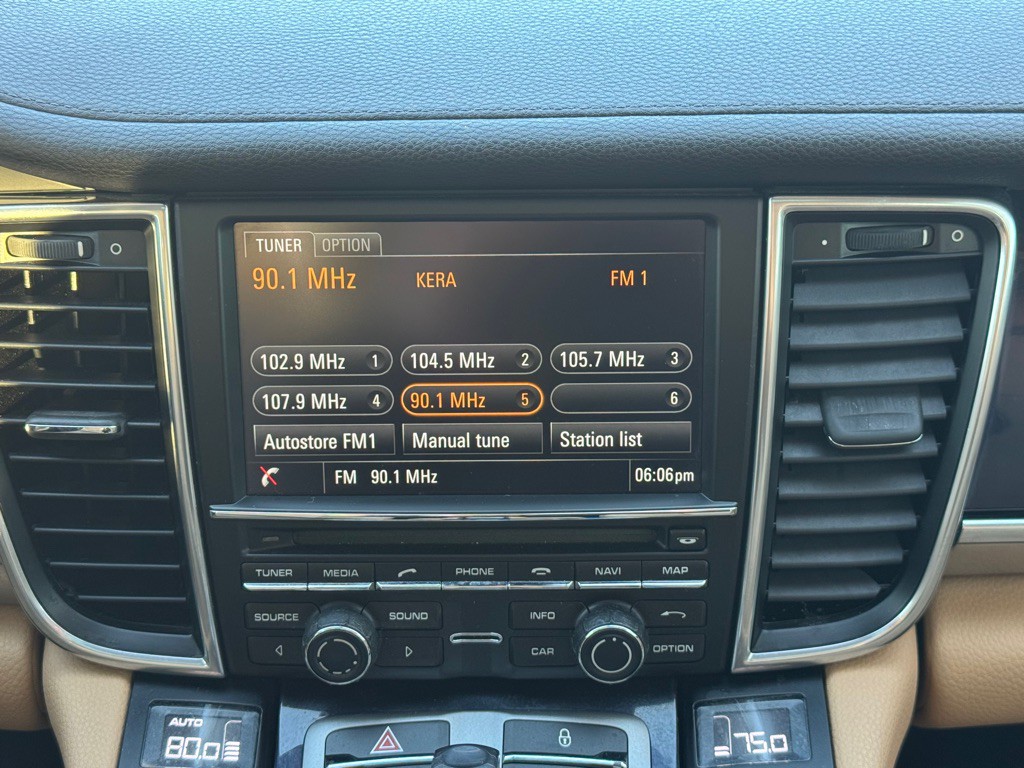 TUNER OPTION
90.1 MHz KERA FM 1
102.9 MHz 1 104.5 MHz 2 105.7 MHz 3
107.9 MHz 4 90.1 MHz 5 6
Autostore FM1 Manual tune Station list
FM 90.1 MHz 06:06pm
TUNER MEDIA PHONE NAVI MAP
SOURCE SOUND INFO
CAR OPTION
AUTO
80.0 75.0